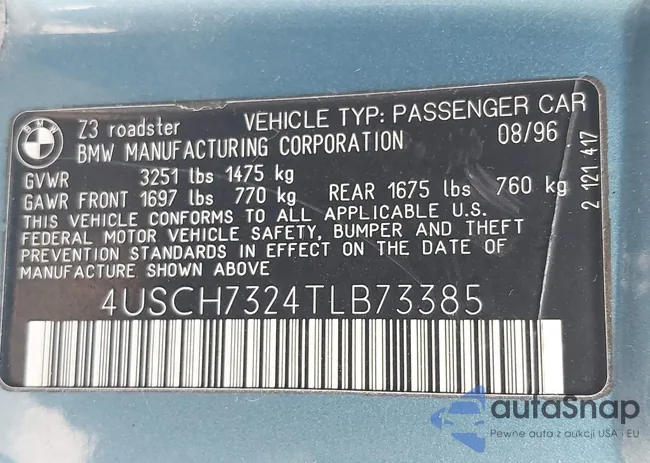 BMW
Z3 roadster VEHICLE TYP: PASSENGER CAR
BMW MANUFACTURING CORPORATION 08/96
GVWR 3251 lbs 1475 kg
GAWR FRONT 1697 lbs 770 kg REAR 1675 lbs 760 kg
THIS VEHICLE CONFORMS TO ALL APPLICABLE U.S.
FEDERAL MOTOR VEHICLE SAFETY, BUMPER AND THEFT
PREVENTION STANDARDS IN EFFECT ON THE DATE OF
MANUFACTURE SHOWN ABOVE
4USCH7324TLB73385
2 121 417
autoSnap
Pewne auta z aukcji USA i EU